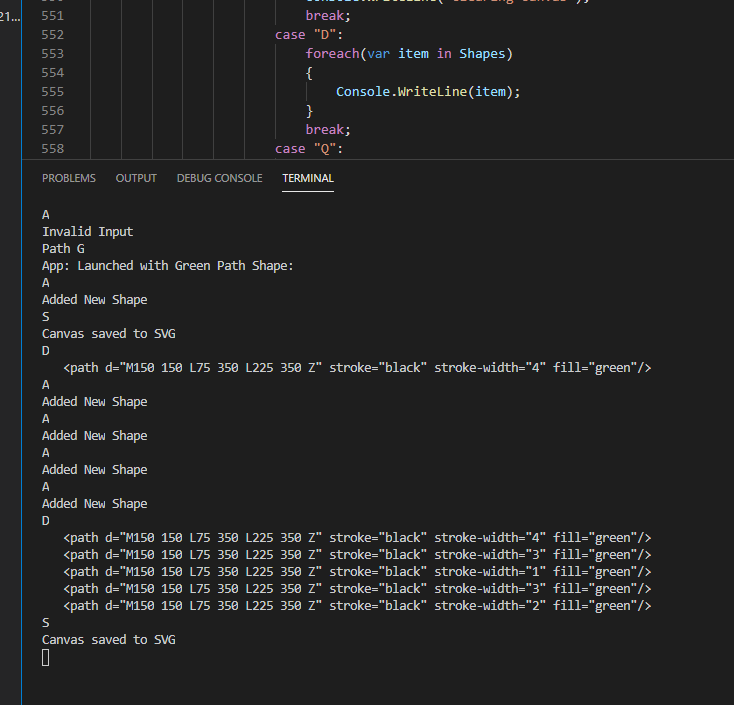 21...
551 break;
552 case "D":
553 foreach(var item in Shapes)
554 {
555 Console.WriteLine(item);
556 }
557 break;
558 case "Q":
PROBLEMS OUTPUT DEBUG CONSOLE TERMINAL
A
Invalid Input
Path G
App: Launched with Green Path Shape:
A
Added New Shape
S
Canvas saved to SVG
D
<path d="M150 150 L75 350 L225 350 Z" stroke="black" stroke-width="4" fill="green"/>
A
Added New Shape
A
Added New Shape
A
Added New Shape
A
Added New Shape
D
<path d="M150 150 L75 350 L225 350 Z" stroke="black" stroke-width="4" fill="green"/>
<path d="M150 150 L75 350 L225 350 Z" stroke="black" stroke-width="3" fill="green"/>
<path d="M150 150 L75 350 L225 350 Z" stroke="black" stroke-width="1" fill="green"/>
<path d="M150 150 L75 350 L225 350 Z" stroke="black" stroke-width="3" fill="green"/>
<path d="M150 150 L75 350 L225 350 Z" stroke="black" stroke-width="2" fill="green"/>
S
Canvas saved to SVG